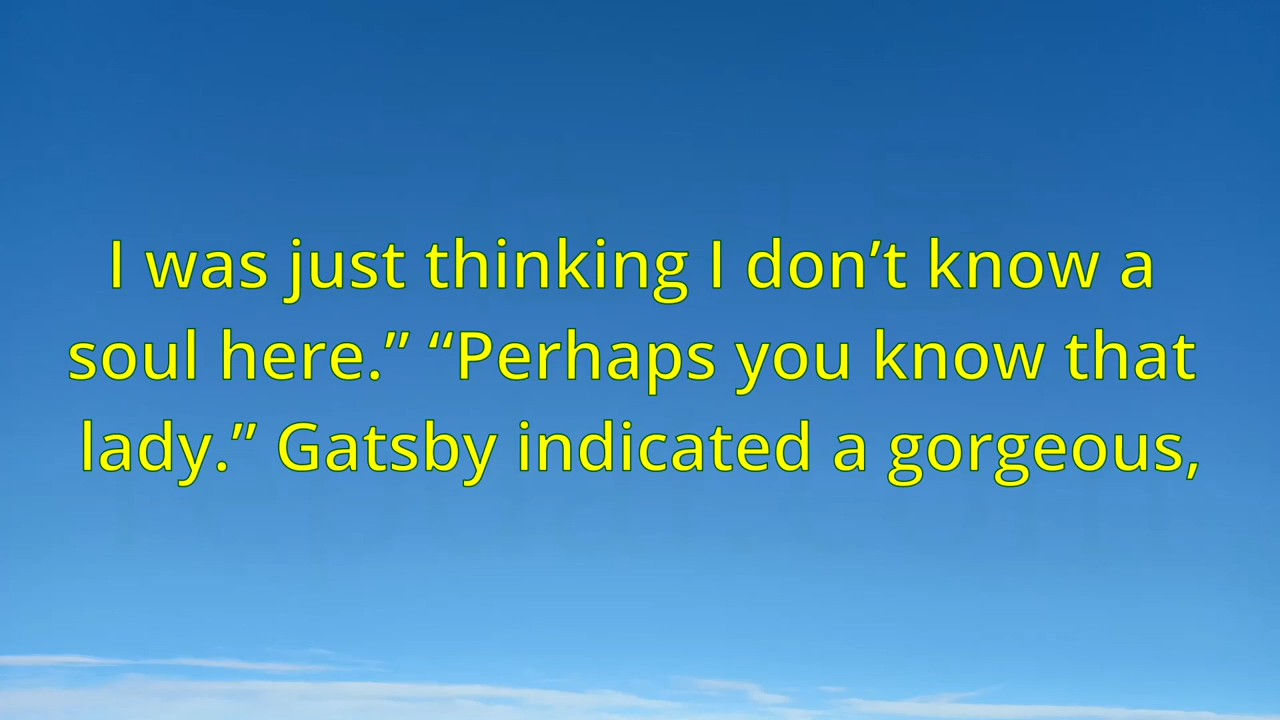 I was just thinking I don’t know a
soul here.” “Perhaps you know that
lady.” Gatsby indicated a gorgeous,